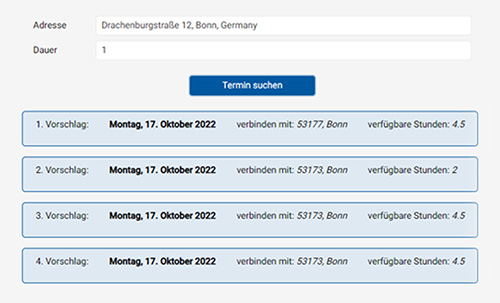 Adresse Drachenburgstraße 12, Bonn, Germany
Dauer 1
Termin suchen
1. Vorschlag: Montag, 17. Oktober 2022 verbinden mit: 53177, Bonn verfügbare Stunden: 4.5
2. Vorschlag: Montag, 17. Oktober 2022 verbinden mit: 53173, Bonn verfügbare Stunden: 2
3. Vorschlag: Montag, 17. Oktober 2022 verbinden mit: 53173, Bonn verfügbare Stunden: 4.5
4. Vorschlag: Montag, 17. Oktober 2022 verbinden mit: 53173, Bonn verfügbare Stunden: 4.5